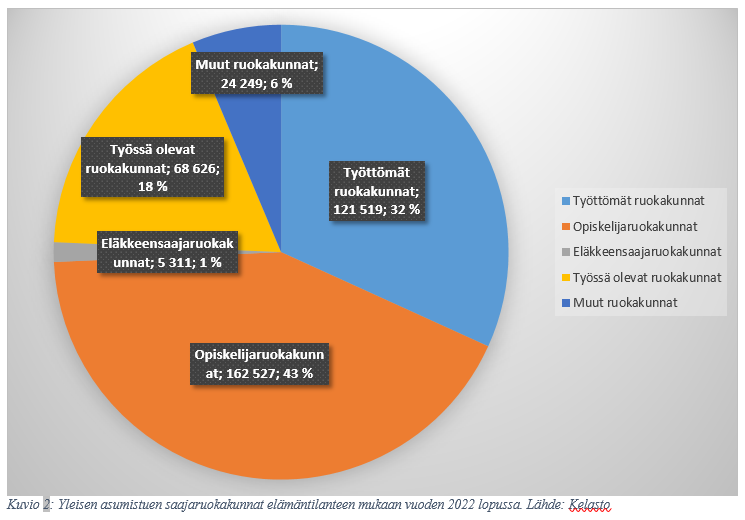 Muut ruokakunnat;
24 249; 6 %
Työssä olevat
ruokakunnat; 68 626;
18 %
Työttömät
ruokakunnat;
121 519; 32 %
Eläkkeensaajaruokak
unnat; 5 311; 1 %
Opiskelijaruokakunn
at; 162 527; 43 %
Työttömät ruokakunnat
Opiskelijaruokakunnat
Eläkkeensaajaruokakunnat
Työssä olevat ruokakunnat
Muut ruokakunnat
Kuvio 2: Yleisen asumistuen saajaruokakunnat elämäntilanteen mukaan vuoden 2022 lopussa. Lähde: Kelasto